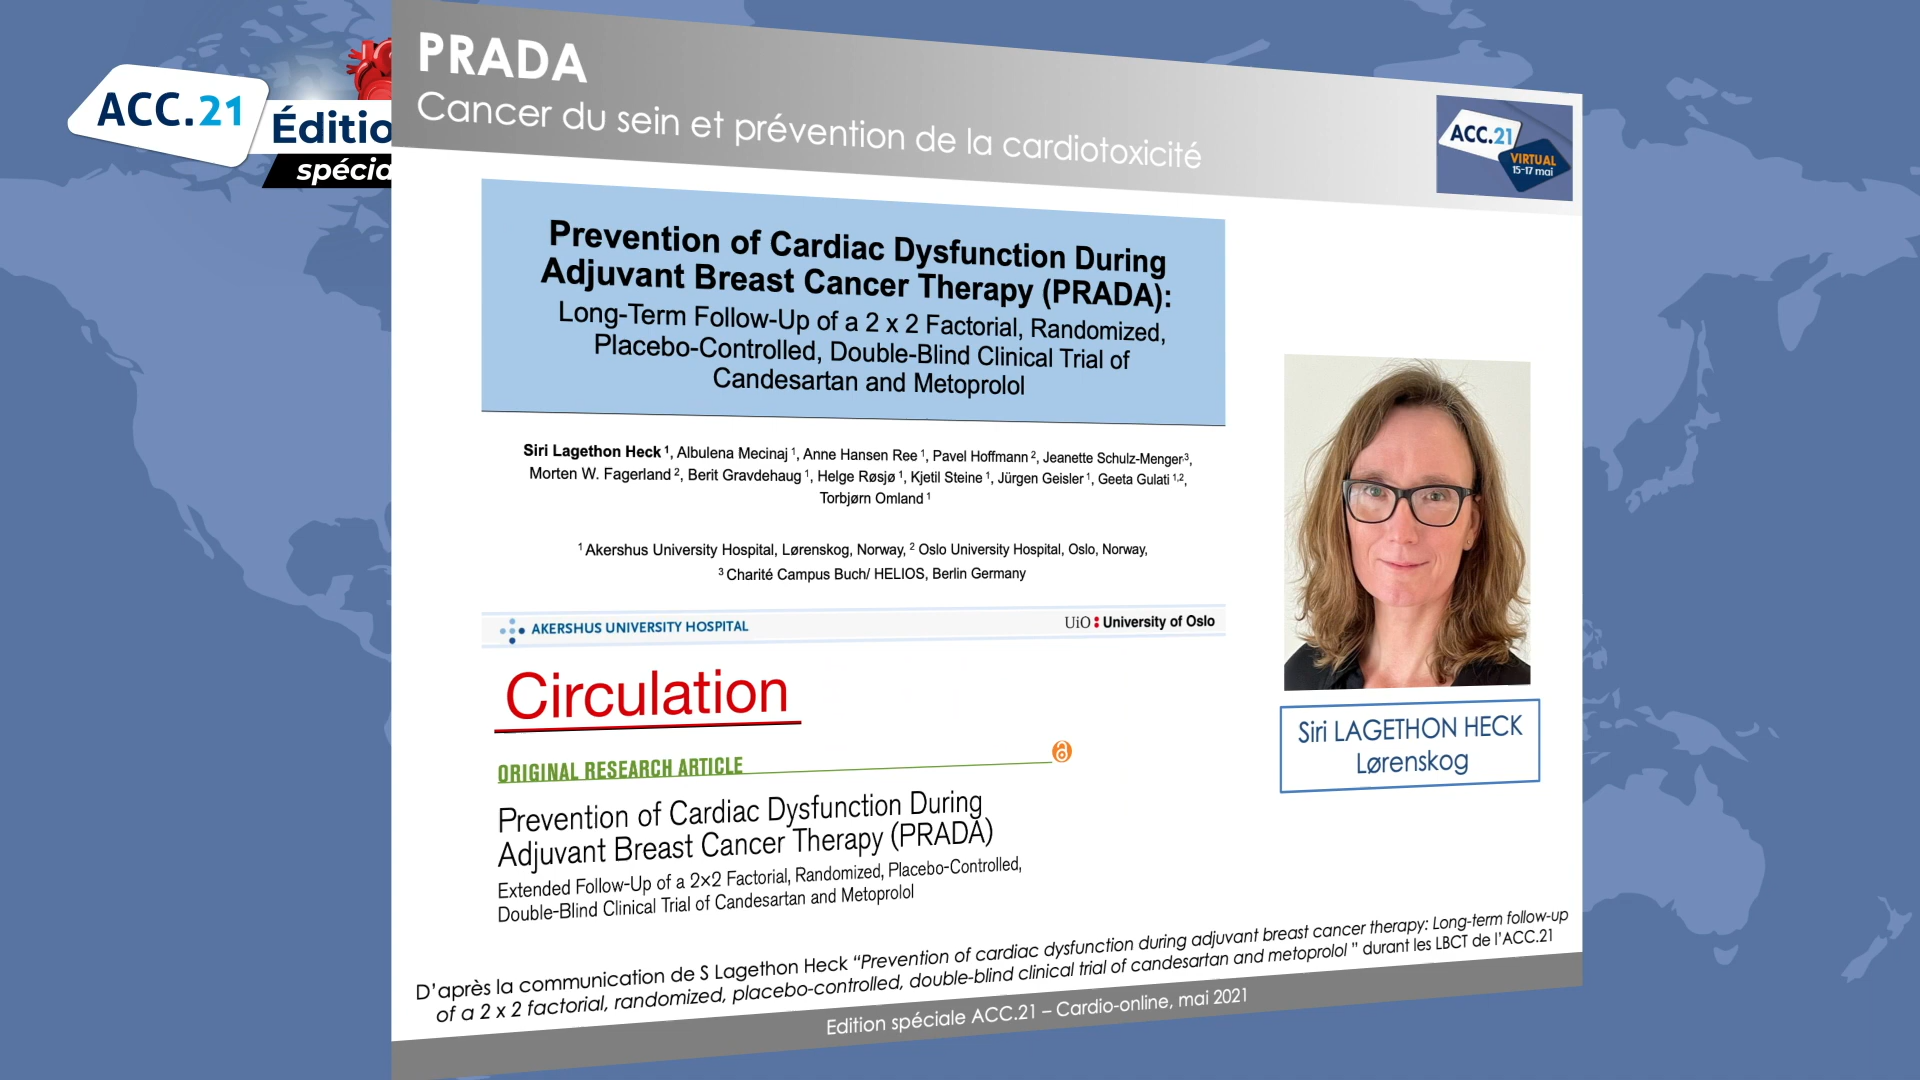 ACC.21
Éditio
spécia
PRADA
Cancer du sein et prévention de la cardiotoxicité
ACC.21
VIRTUAL
15-17 mai
Prevention of Cardiac Dysfunction During
Adjuvant Breast Cancer Therapy (PRADA):
Long-Term Follow-Up of a 2 x 2 Factorial, Randomized,
Placebo-Controlled, Double-Blind Clinical Trial of
Candesartan and Metoprolol
Siri Lagethon Heck ¹, Albulena Mecinaj ¹, Anne Hansen Ree ¹, Pavel Hoffmann ², Jeanette Schulz-Menger ³,
Morten W. Fagerland ², Berit Gravdehaug ¹, Helge Røsjø ¹, Kjetil Steine ¹, Jürgen Geisler ¹, Geeta Gulati ¹,²,
Torbjørn Omland ¹
¹ Akershus University Hospital, Lørenskog, Norway, ² Oslo University Hospital, Oslo, Norway,
³ Charité Campus Buch/ HELIOS, Berlin Germany
AKERSHUS UNIVERSITY HOSPITAL
UiO : University of Oslo
Circulation
ORIGINAL RESEARCH ARTICLE
Prevention of Cardiac Dysfunction During
Adjuvant Breast Cancer Therapy (PRADA)
Extended Follow-Up of a 2×2 Factorial, Randomized, Placebo-Controlled,
Double-Blind Clinical Trial of Candesartan and Metoprolol
Siri LAGETHON HECK
Lørenskog
D’après la communication de S Lagethon Heck “Prevention of cardiac dysfunction during adjuvant breast cancer therapy: Long-term follow-up
of a 2 x 2 factorial, randomized, placebo-controlled, double-blind clinical trial of candesartan and metoprolol ” durant les LBCT de l’ACC.21
Edition spéciale ACC.21 – Cardio-online, mai 2021